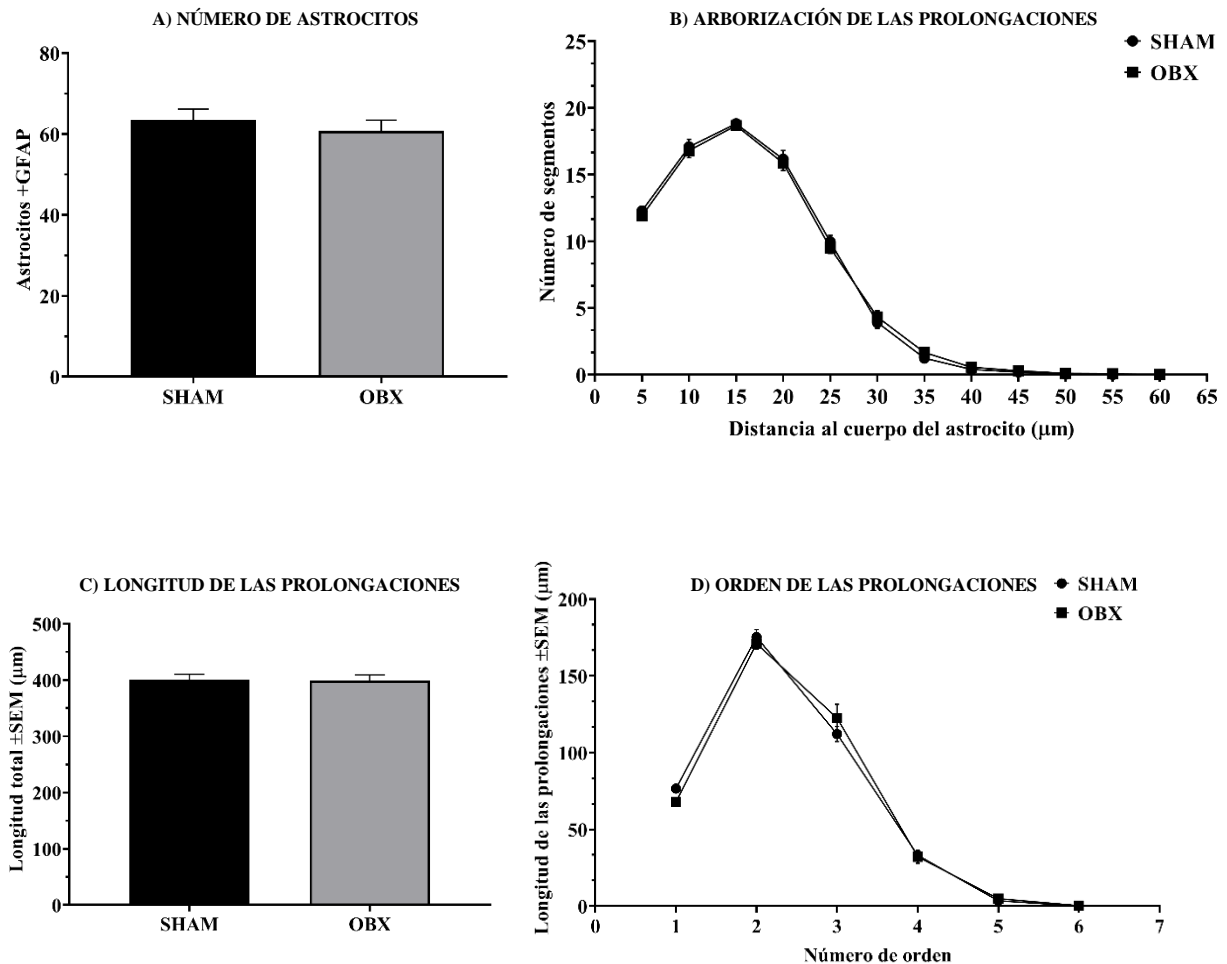 A) NÚMERO DE ASTROCITOS
Astrocitos +GFAP
80
60
40
20
0
SHAM
OBX
B) ARBORIZACIÓN DE LAS PROLONGACIONES
SHAM
OBX
Número de segmentos
25
20
15
10
5
0
0 5 10 15 20 25 30 35 40 45 50 55 60 65
Distancia al cuerpo del astrocito (μm)
C) LONGITUD DE LAS PROLONGACIONES
Longitud total ±SEM (μm)
500
400
300
200
100
0
SHAM
OBX
D) ORDEN DE LAS PROLONGACIONES
SHAM
OBX
Longitud de las prolongaciones ±SEM (μm)
200
150
100
50
0
0 1 2 3 4 5 6 7
Número de orden